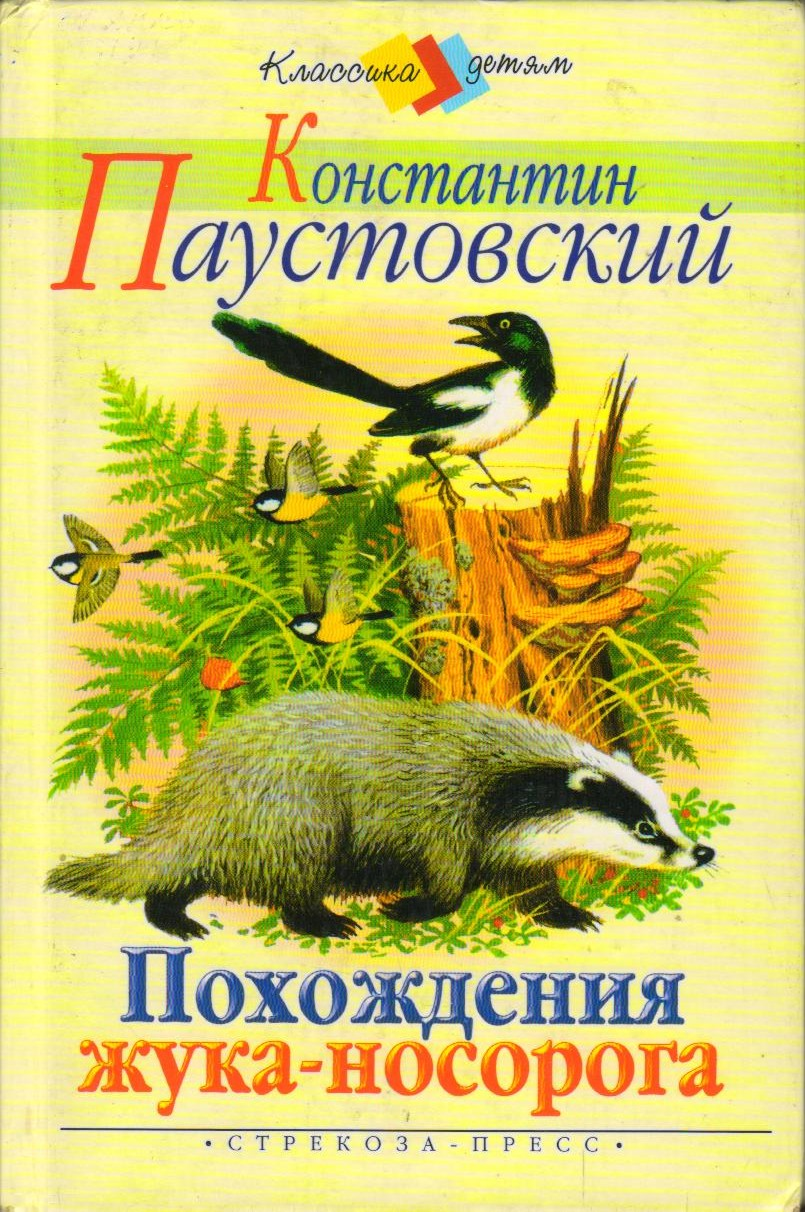 Классика детям
Константин
Паустовский
Похождения
жука-носорога
• СТРЕКОЗА-ПРЕСС •